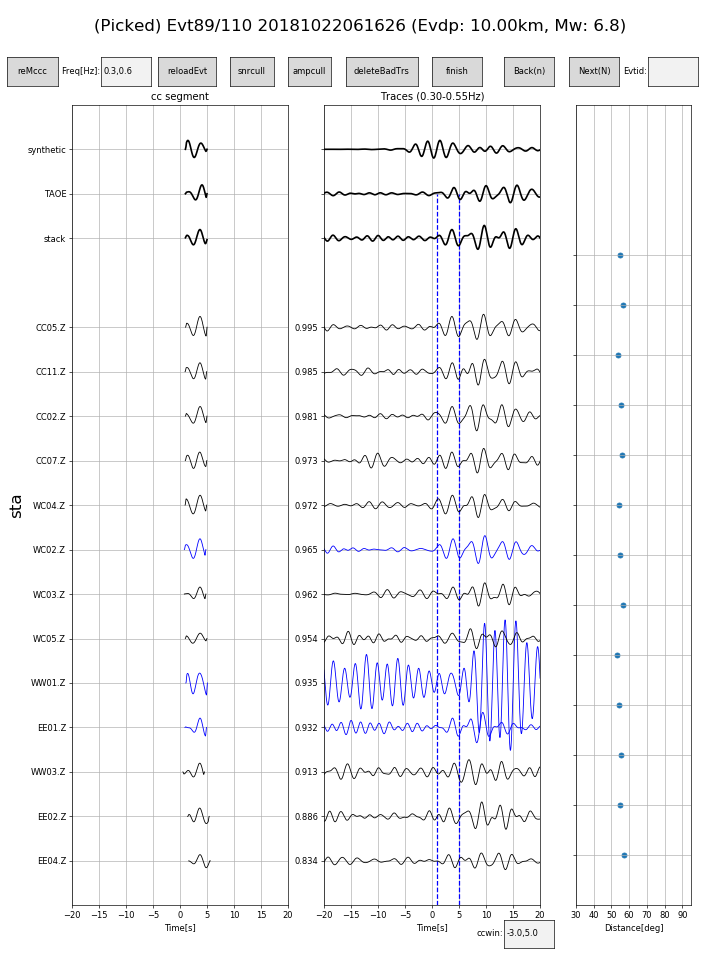 (Picked) Evt89/110 20181022061626 (Evdp: 10.00km, Mw: 6.8)
reMccc Freq[Hz]: 0.3,0.6 reloadEvt snrcull ampcull deleteBadTrs finish Back(n) Next(N) Evtid:
cc segment Traces (0.30-0.55Hz)
synthetic
TAOE
stack
CC05.Z 0.995
CC11.Z 0.985
CC02.Z 0.981
CC07.Z 0.973
WC04.Z 0.972
sta
WC02.Z 0.965
WC03.Z 0.962
WC05.Z 0.954
WW01.Z 0.935
EE01.Z 0.932
WW03.Z 0.913
EE02.Z 0.886
EE04.Z 0.834
−20 −15 −10 −5 0 5 10 15 20 −20 −15 −10 −5 0 5 10 15 20 30 40 50 60 70 80 90
Time[s] Time[s] Distance[deg]
ccwin: -3.0,5.0